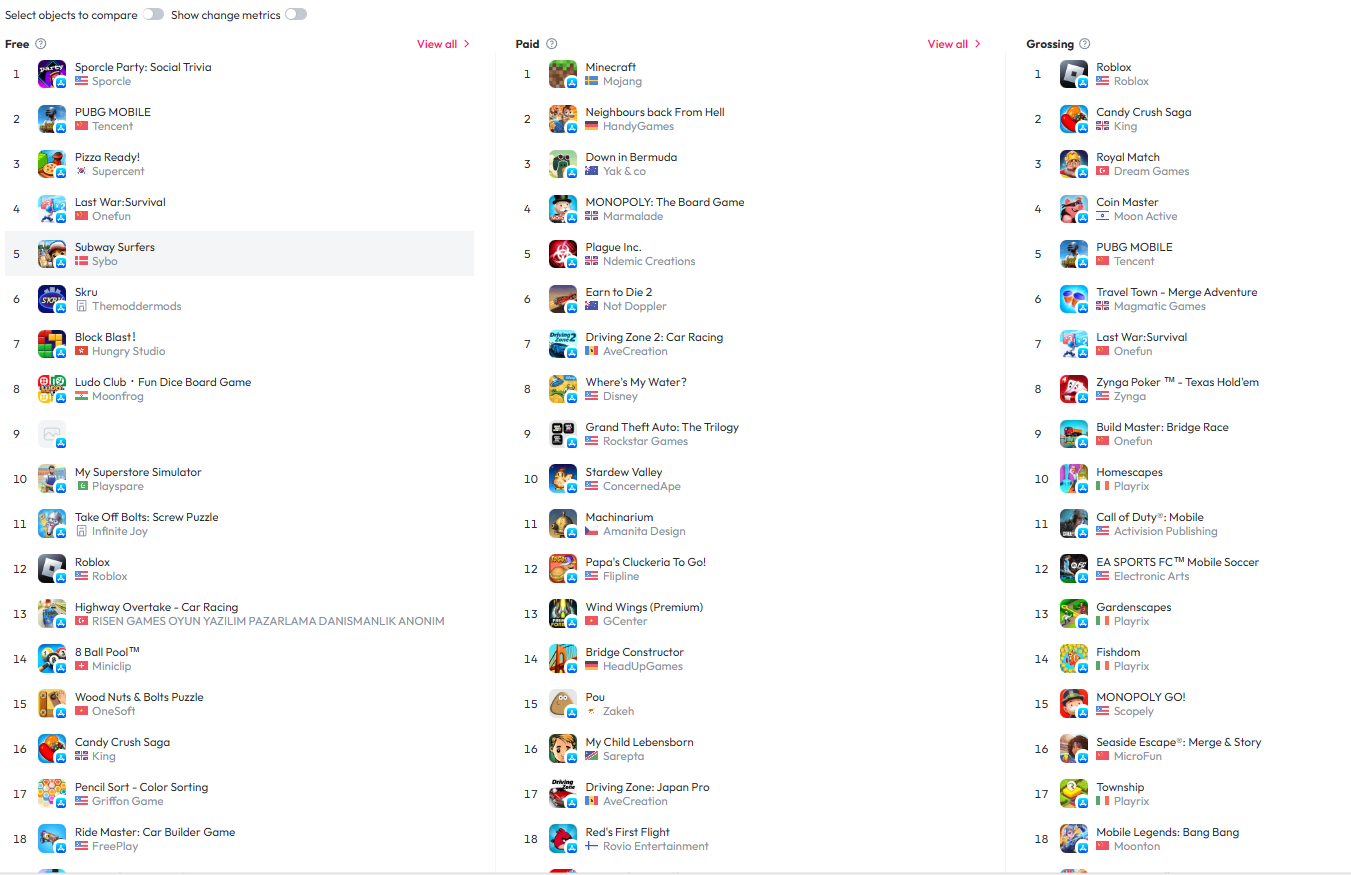 Select objects to compare
Show change metrics
Free
View all
1
Sporcle Party: Social Trivia
Sporcle
2
PUBG MOBILE
Tencent
3
Pizza Ready!
Supercent
4
Last War:Survival
Onefun
5
Subway Surfers
Sybo
6
Skru
Themoddermods
7
Block Blast!
Hungry Studio
8
Ludo Club・Fun Dice Board Game
Moonfrog
9
10
My Superstore Simulator
Playspare
11
Take Off Bolts: Screw Puzzle
Infinite Joy
12
Roblox
Roblox
13
Highway Overtake - Car Racing
RISEN GAMES OYUN YAZILIM PAZARLAMA DANISMANLIK ANONIM
14
8 Ball Pool™
Miniclip
15
Wood Nuts & Bolts Puzzle
OneSoft
16
Candy Crush Saga
King
17
Pencil Sort - Color Sorting
Griffon Game
18
Ride Master: Car Builder Game
FreePlay
Paid
View all
1
Minecraft
Mojang
2
Neighbours back From Hell
HandyGames
3
Down in Bermuda
Yak & co
4
MONOPOLY: The Board Game
Marmalade
5
Plague Inc.
Ndemic Creations
6
Earn to Die 2
Not Doppler
7
Driving Zone 2: Car Racing
AveCreation
8
Where's My Water?
Disney
9
Grand Theft Auto: The Trilogy
Rockstar Games
10
Stardew Valley
ConcernedApe
11
Machinarium
Amanita Design
12
Papa's Cluckeria To Go!
Flipline
13
Wind Wings (Premium)
GCenter
14
Bridge Constructor
HeadUpGames
15
Pou
Zakeh
16
My Child Lebensborn
Sarepta
17
Driving Zone: Japan Pro
AveCreation
18
Red's First Flight
Rovio Entertainment
Grossing
1
Roblox
Roblox
2
Candy Crush Saga
King
3
Royal Match
Dream Games
4
Coin Master
Moon Active
5
PUBG MOBILE
Tencent
6
Travel Town - Merge Adventure
Magmatic Games
7
Last War:Survival
Onefun
8
Zynga Poker ™ - Texas Hold'em
Zynga
9
Build Master: Bridge Race
Onefun
10
Homescapes
Playrix
11
Call of Duty®: Mobile
Activision Publishing
12
EA SPORTS FC™ Mobile Soccer
Electronic Arts
13
Gardenscapes
Playrix
14
Fishdom
Playrix
15
MONOPOLY GO!
Scopely
16
Seaside Escape®: Merge & Story
MicroFun
17
Township
Playrix
18
Mobile Legends: Bang Bang
Moonton